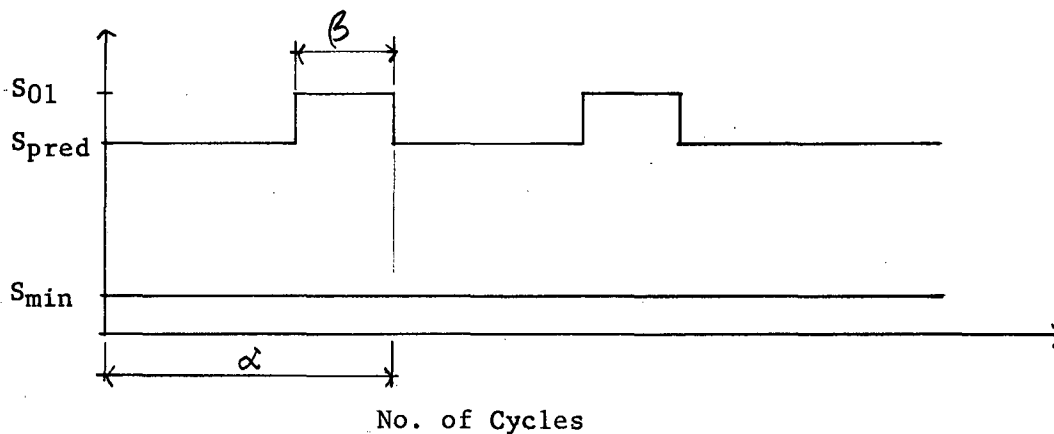 β
S01
Spred
Smin
α
No. of Cycles